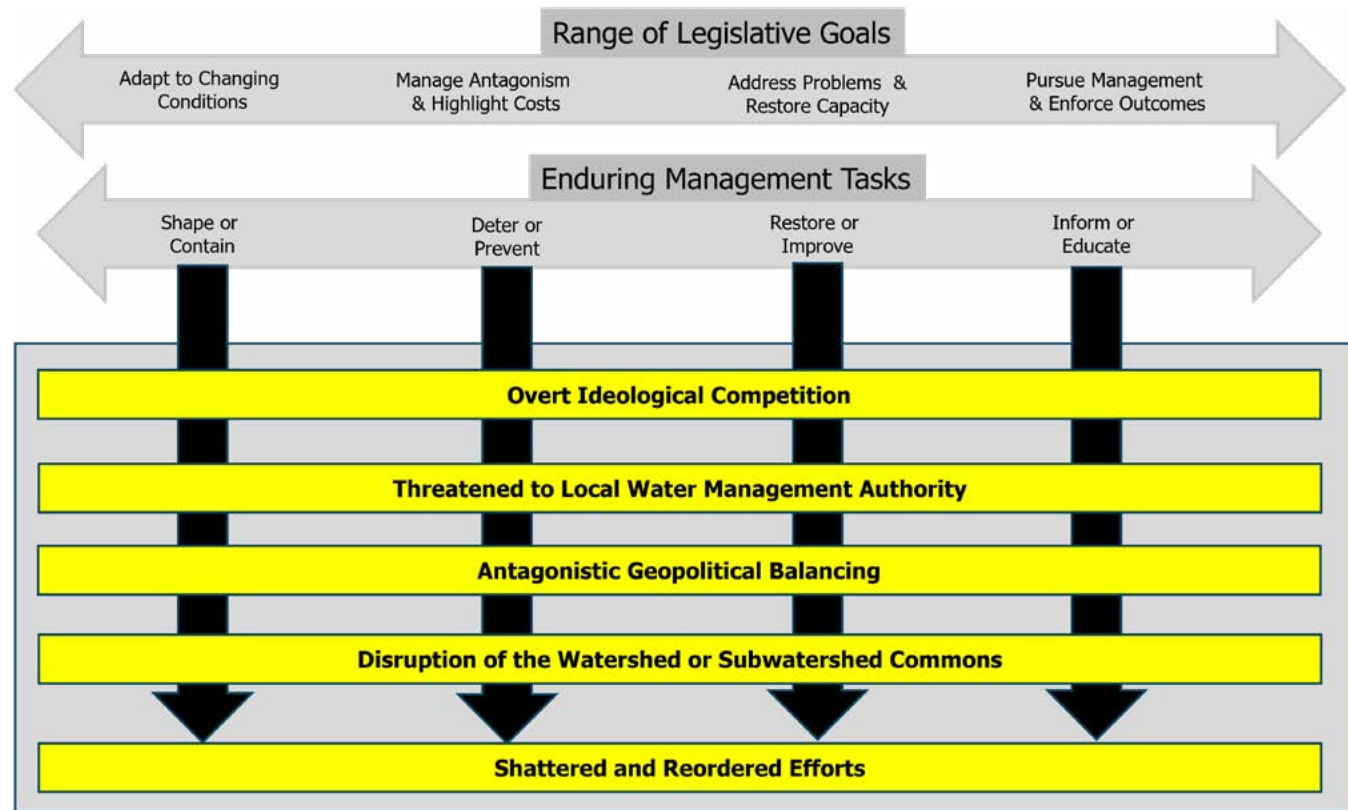 Range of Legislative Goals
Adapt to Changing
Conditions
Manage Antagonism
& Highlight Costs
Address Problems &
Restore Capacity
Pursue Management
& Enforce Outcomes
Enduring Management Tasks
Shape or
Contain
Deter or
Prevent
Restore or
Improve
Inform or
Educate
Overt Ideological Competition
Threatened to Local Water Management Authority
Antagonistic Geopolitical Balancing
Disruption of the Watershed or Subwatershed Commons
Shattered and Reordered Efforts